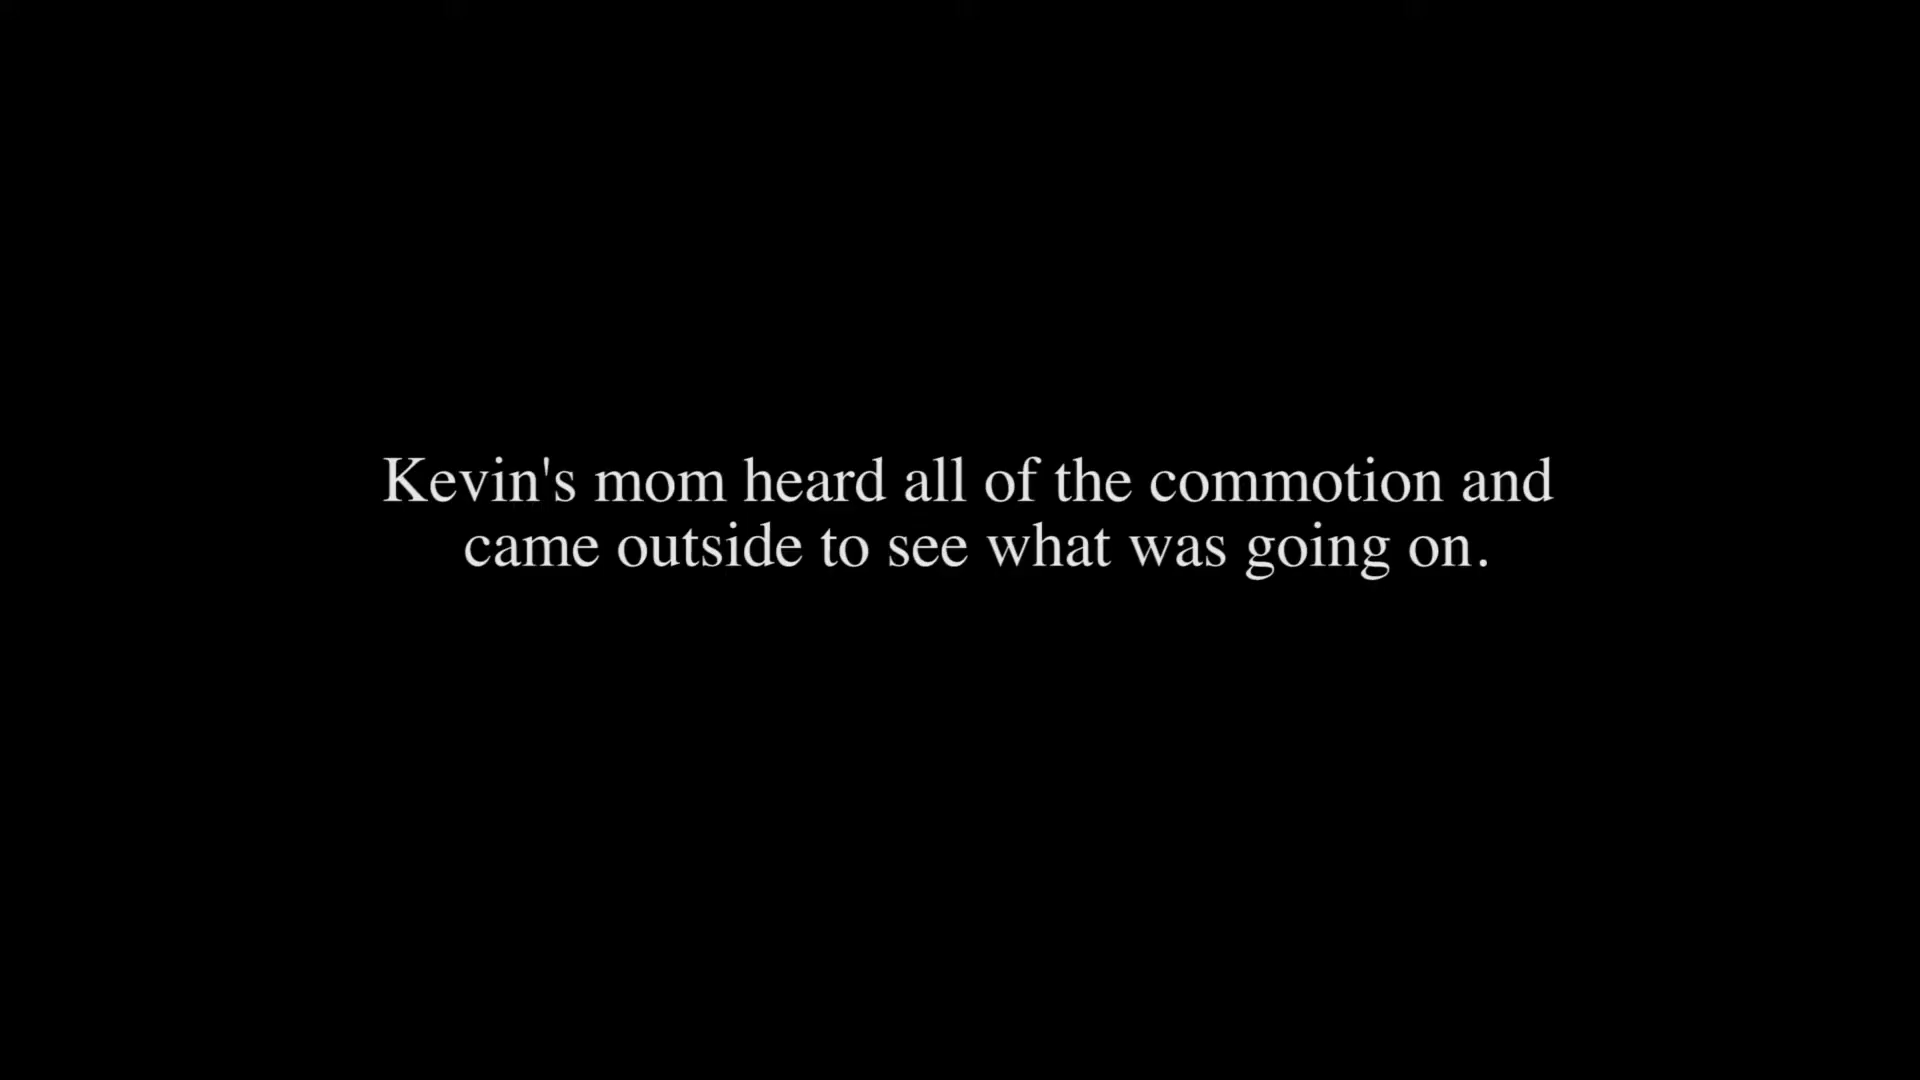 Kevin's mom heard all of the commotion and
came outside to see what was going on.